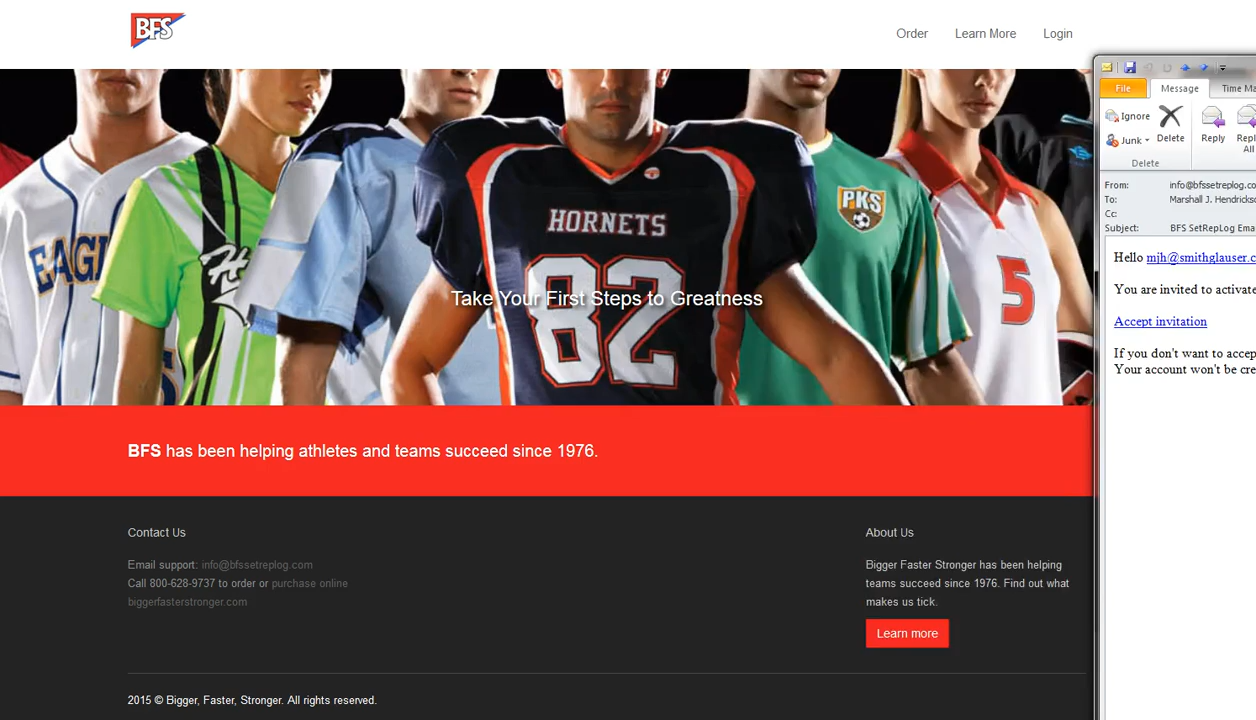 BFS
Order
Learn More
Login
EAGL
HORNETS
82
PKS
5
Take Your First Steps to Greatness
BFS has been helping athletes and teams succeed since 1976.
Contact Us
Email support: info@bfssetreplog.com
Call 800-628-9737 to order or purchase online
biggerfasterstronger.com
About Us
Bigger Faster Stronger has been helping
teams succeed since 1976. Find out what
makes us tick.
Learn more
2015 © Bigger, Faster, Stronger. All rights reserved.
File
Message
Time Ma
Ignore
Junk
Delete
Reply
Repl
All
Delete
From: info@bfssetreplog.co
To: Marshall J. Hendricks
Cc:
Subject: BFS SetRepLog Ema
Hello mjh@smithglauser.c
You are invited to activate
Accept invitation
If you don't want to accep
Your account won't be cre